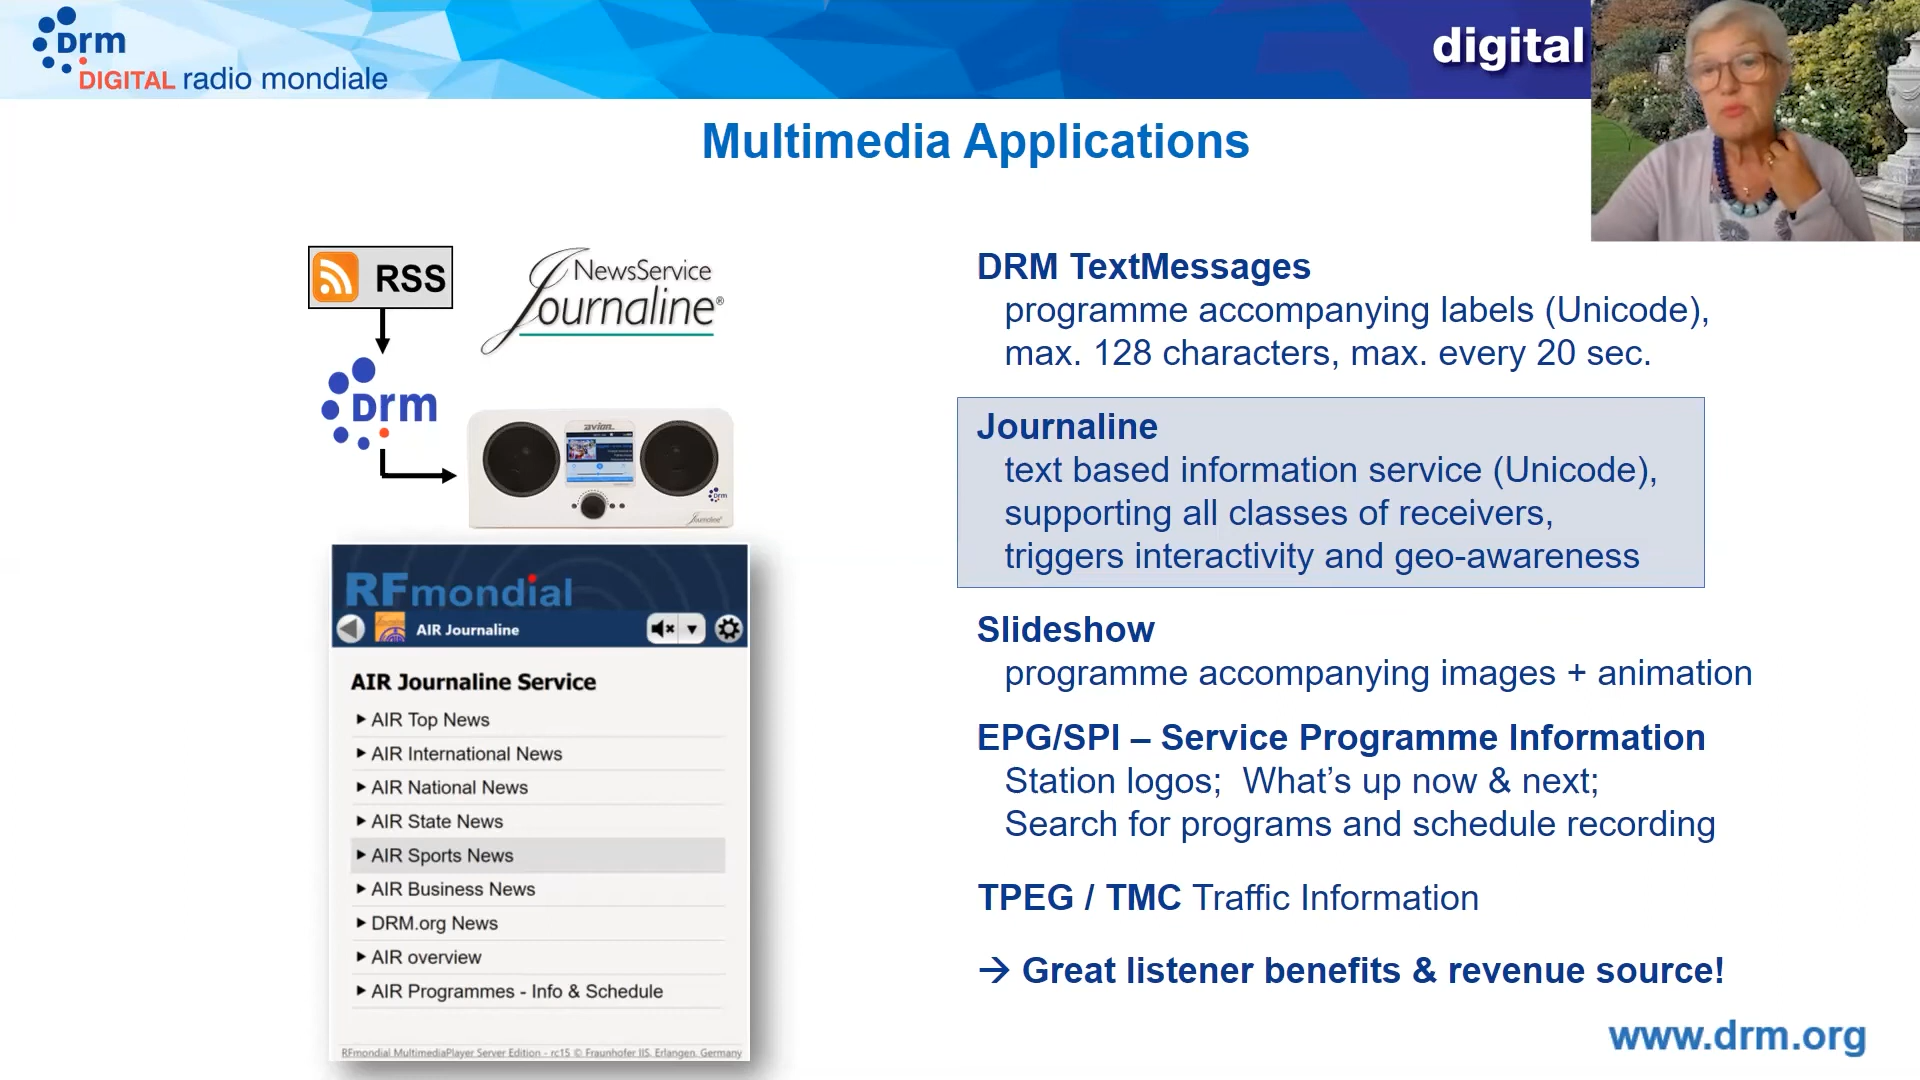 Drm
DIGITAL radio mondiale
digital
Multimedia Applications
RSS
NewsService
Journaline®
Drm
AVION
Drm
Journaline
RFmondial
AIR Journaline
AIR Journaline Service
AIR Top News
AIR International News
AIR National News
AIR State News
AIR Sports News
AIR Business News
DRM.org News
AIR overview
AIR Programmes - Info & Schedule
RFmondial MultimediaPlayer Server Edition - rc15 © Fraunhofer IIS, Erlangen, Germany
DRM TextMessages
programme accompanying labels (Unicode),
max. 128 characters, max. every 20 sec.
Journaline
text based information service (Unicode),
supporting all classes of receivers,
triggers interactivity and geo-awareness
Slideshow
programme accompanying images + animation
EPG/SPI – Service Programme Information
Station logos; What’s up now & next;
Search for programs and schedule recording
TPEG / TMC Traffic Information
→ Great listener benefits & revenue source!
www.drm.org